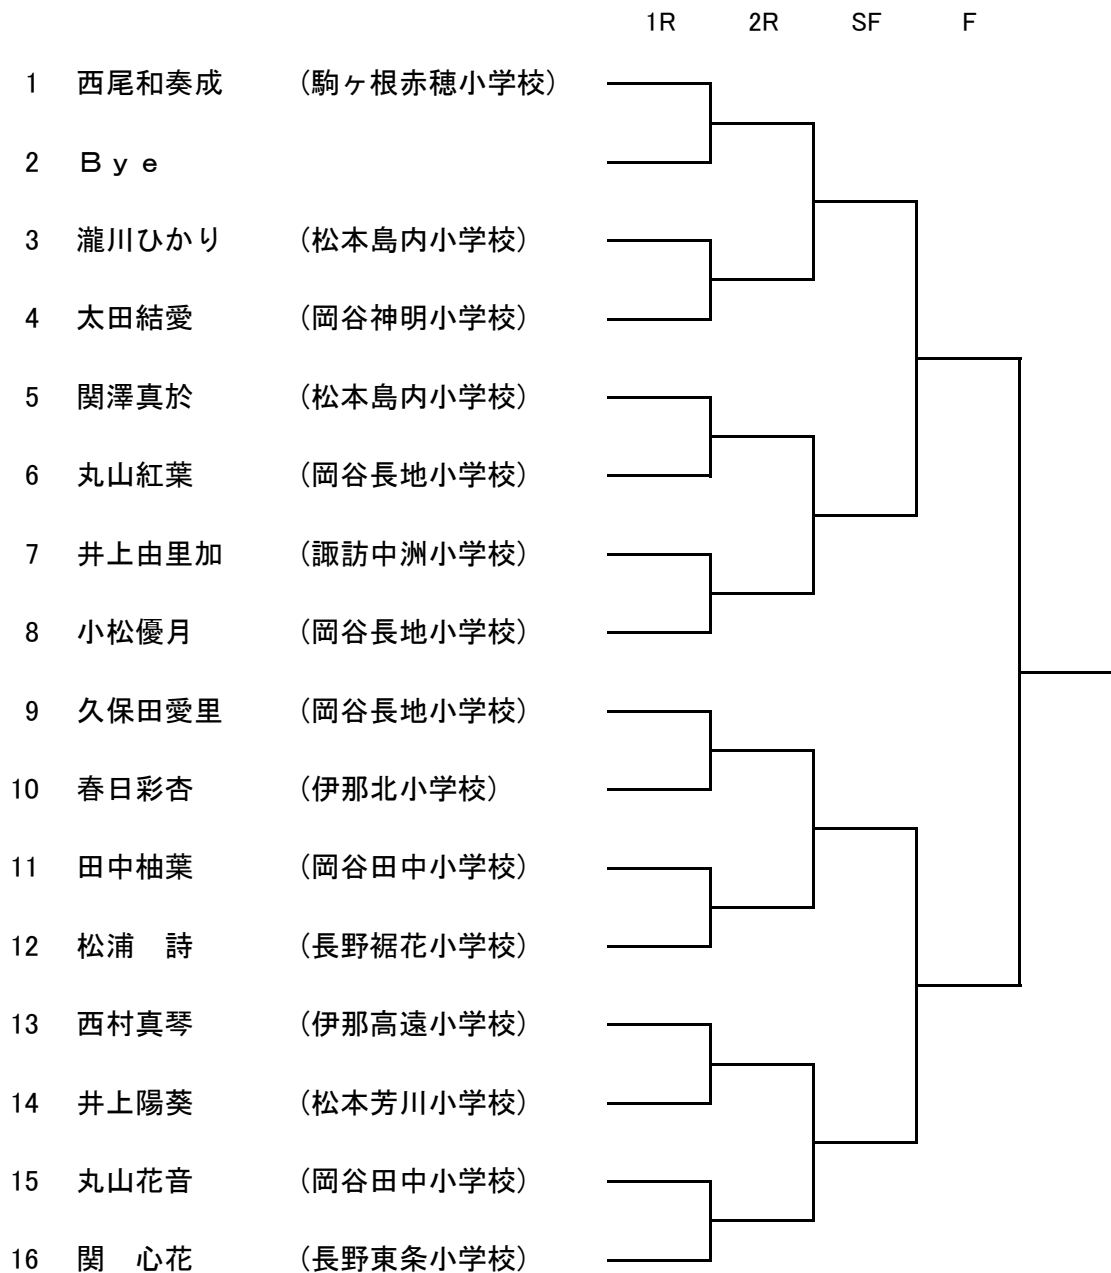 1R 2R SF F
1 西尾和奏成 (駒ヶ根赤穂小学校)
2 Ｂｙｅ
3 瀧川ひかり (松本島内小学校)
4 太田結愛 (岡谷神明小学校)
5 関澤真於 (松本島内小学校)
6 丸山紅葉 (岡谷長地小学校)
7 井上由里加 (諏訪中洲小学校)
8 小松優月 (岡谷長地小学校)
9 久保田愛里 (岡谷長地小学校)
10 春日彩杏 (伊那北小学校)
11 田中柚葉 (岡谷田中小学校)
12 松浦　詩 (長野裾花小学校)
13 西村真琴 (伊那高遠小学校)
14 井上陽葵 (松本芳川小学校)
15 丸山花音 (岡谷田中小学校)
16 関　心花 (長野東条小学校)